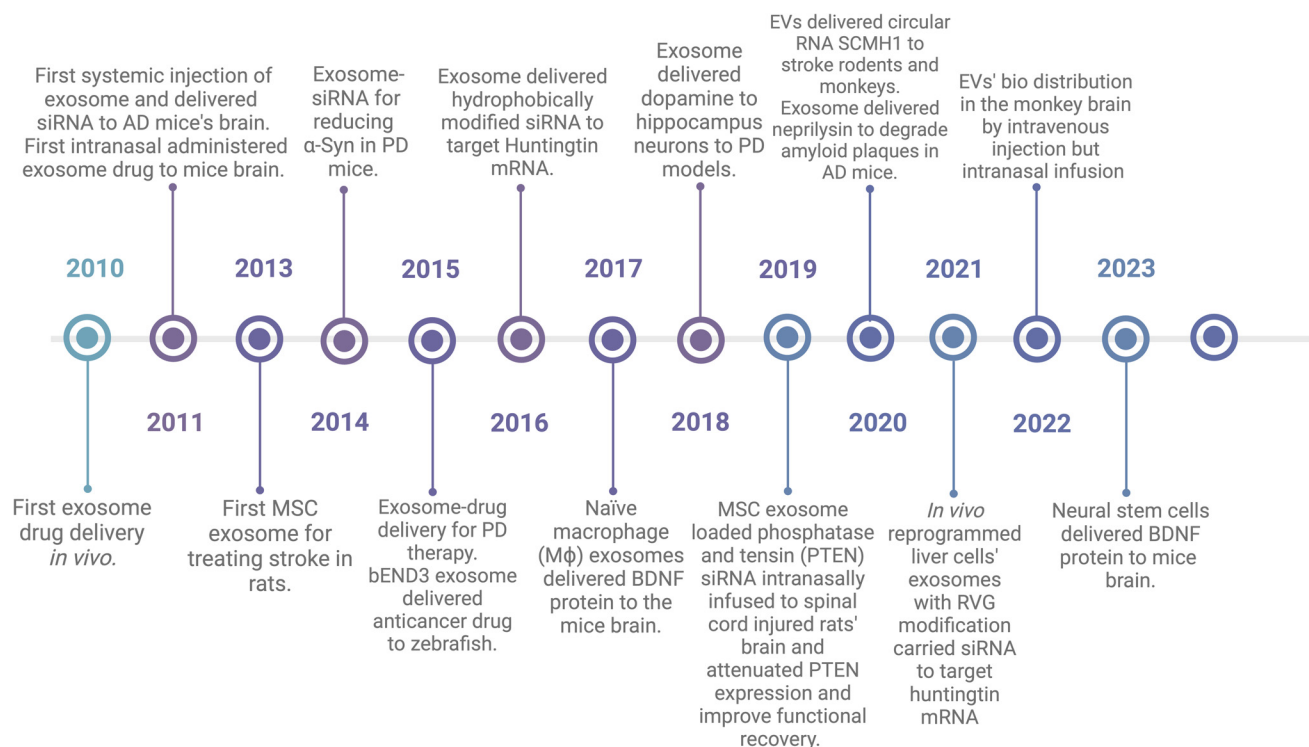 First systemic injection of
exosome and delivered
siRNA to AD mice's brain.
First intranasal administered
exosome drug to mice brain.
Exosome-
siRNA for
reducing
α-Syn in PD
mice.
Exosome delivered
hydrophobically
modified siRNA to
target Huntingtin
mRNA.
Exosome
delivered
dopamine to
hippocampus
neurons to PD
models.
EVs delivered circular
RNA SCMH1 to
stroke rodents and
monkeys.
Exosome delivered
neprilysin to degrade
amyloid plaques in
AD mice.
EVs' bio distribution
in the monkey brain
by intravenous
injection but
intranasal infusion
2010
2013
2015
2017
2019
2021
2023
2011
2014
2016
2018
2020
2022
First exosome
drug delivery
in vivo.
First MSC
exosome for
treating stroke in
rats.
Exosome-drug
delivery for PD
therapy.
bEND3 exosome
delivered
anticancer drug
to zebrafish.
Naïve
macrophage
(Mϕ) exosomes
delivered BDNF
protein to the
mice brain.
MSC exosome
loaded phosphatase
and tensin (PTEN)
siRNA intranasally
infused to spinal
cord injured rats'
brain and
attenuated PTEN
expression and
improve functional
recovery.
In vivo
reprogrammed
liver cells'
exosomes
with RVG
modification
carried siRNA
to target
huntingtin
mRNA
Neural stem cells
delivered BDNF
protein to mice
brain.